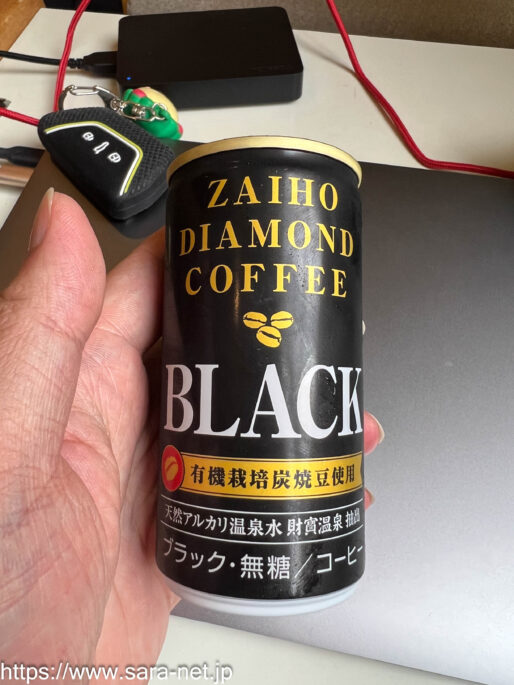 ZAIHO
DIAMOND
COFFEE
BLACK
有機栽培炭焼豆使用
天然アルカリ温泉水 財寶温泉 抽出
ブラック・無糖／コーヒー
https://www.sara-net.jp